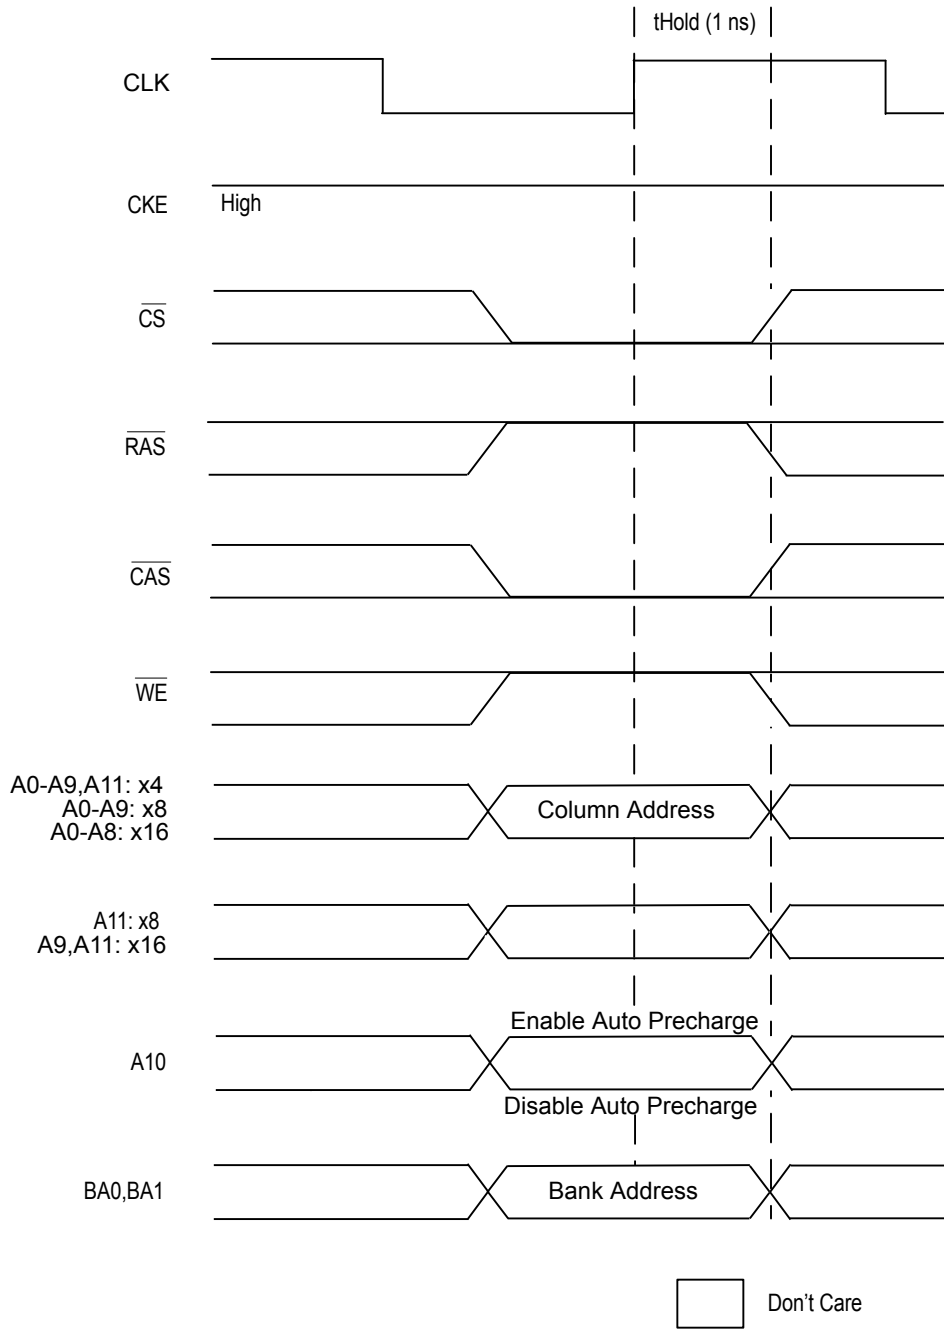 tHold (1 ns)
CLK
CKE High
CS
RAS
CAS
WE
A0-A9,A11: x4
A0-A9: x8
A0-A8: x16
Column Address
A11: x8
A9,A11: x16
Enable Auto Precharge
A10
Disable Auto Precharge
BA0,BA1 Bank Address
Don't Care